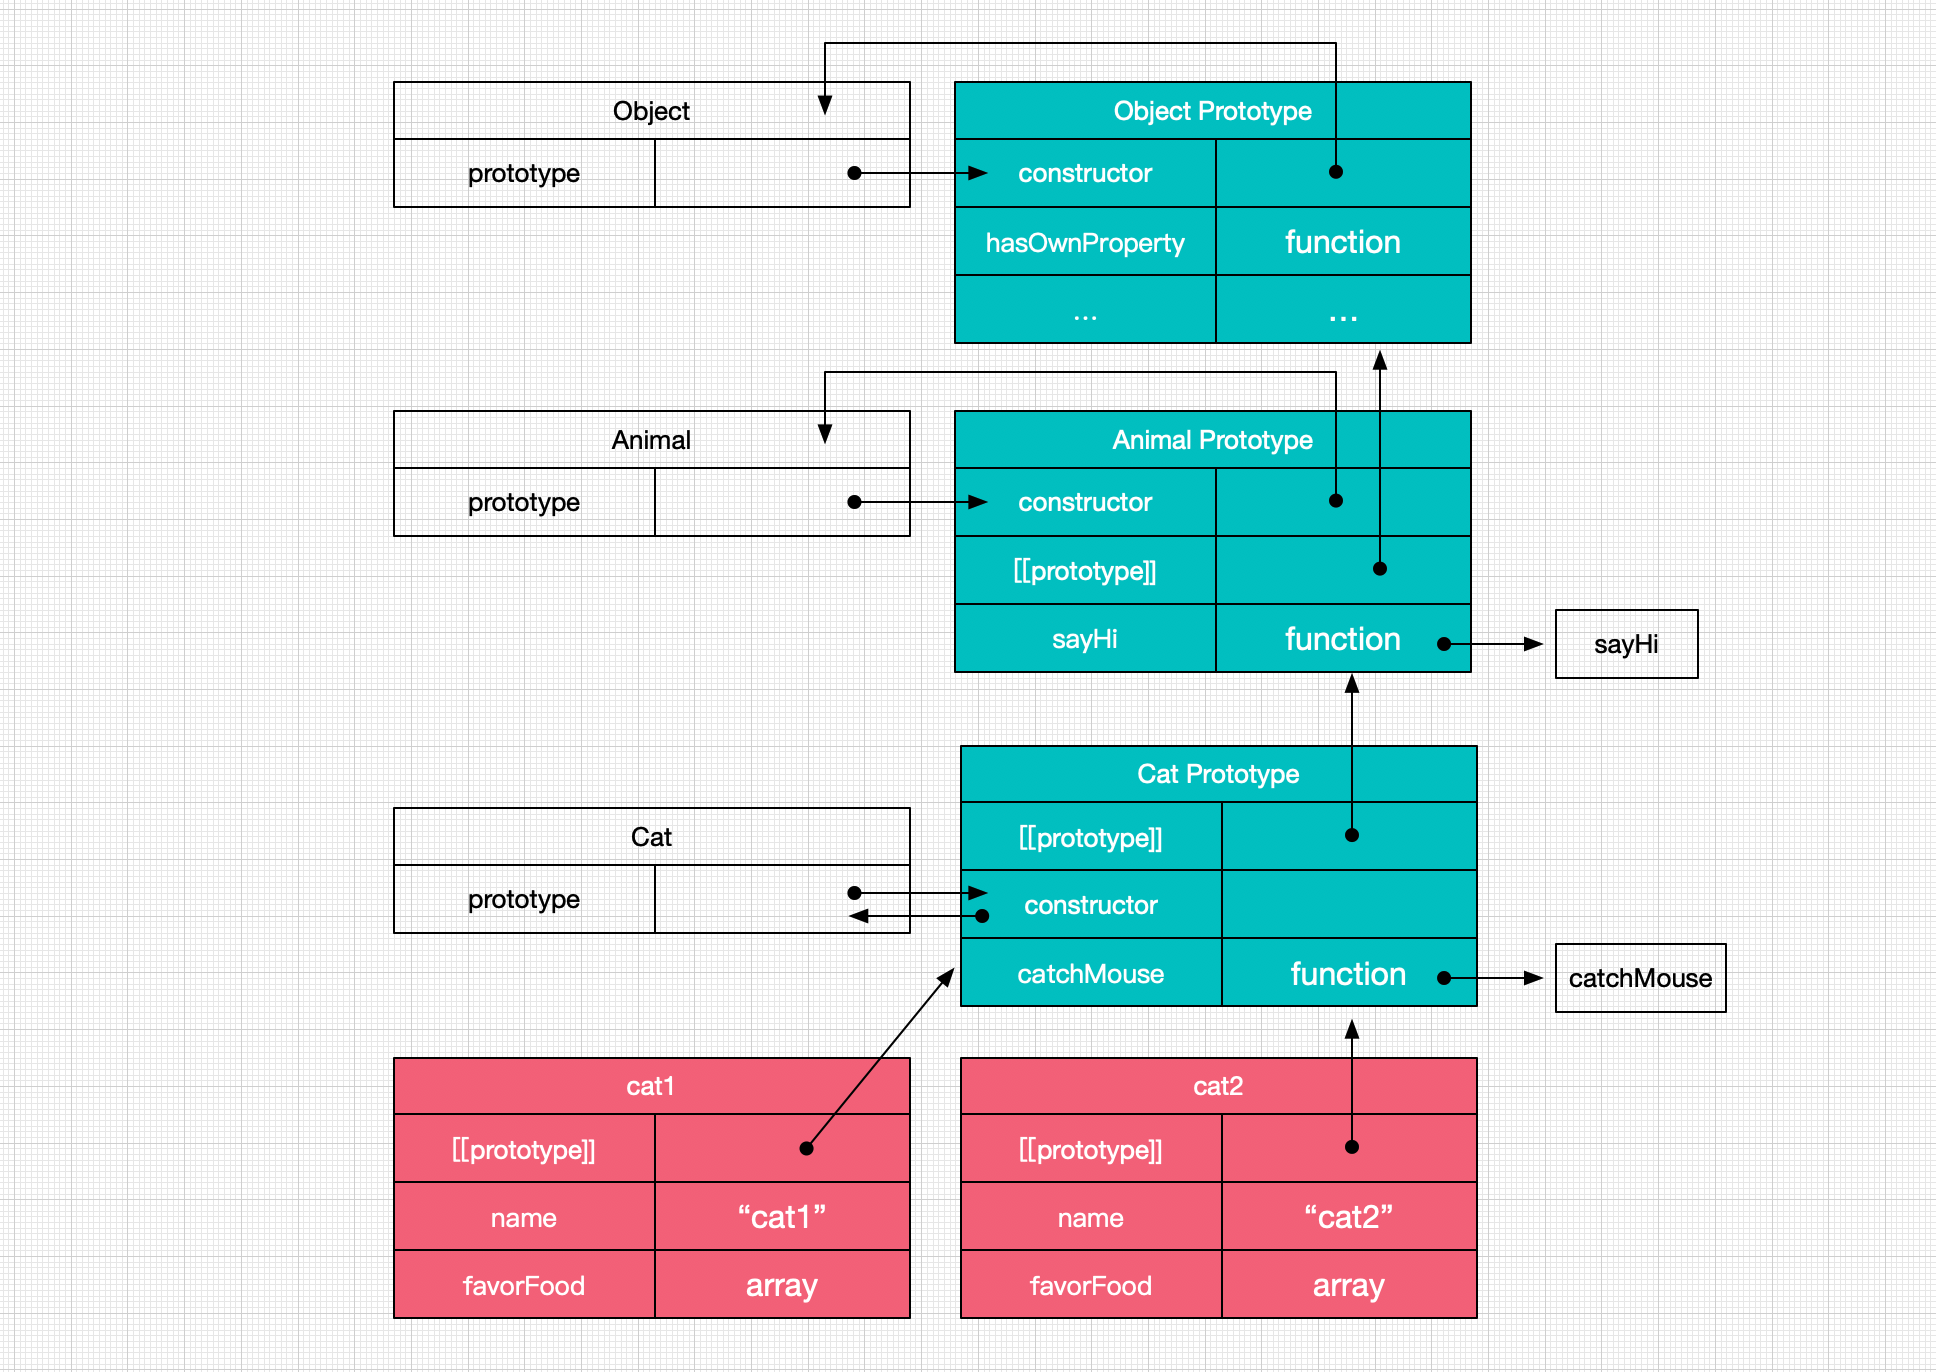 Object
prototype
Object Prototype
constructor
hasOwnProperty function
... ...
Animal
prototype
Animal Prototype
constructor
[[prototype]]
sayHi function
sayHi
Cat Prototype
[[prototype]]
constructor
catchMouse function
catchMouse
Cat
prototype
cat1
[[prototype]]
name “cat1”
favorFood array
cat2
[[prototype]]
name “cat2”
favorFood array